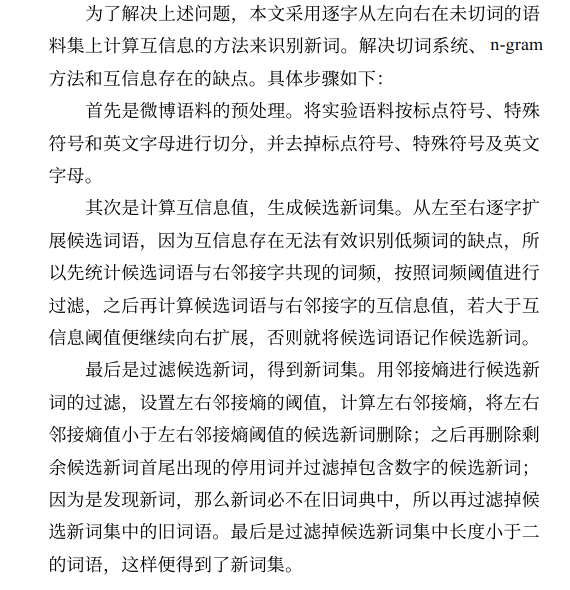 为了解决上述问题，本文采用逐字从左向右在未切词的语
料集上计算互信息的方法来识别新词。解决切词系统、n-gram
方法和互信息存在的缺点。具体步骤如下：
首先是微博语料的预处理。将实验语料按标点符号、特殊
符号和英文字母进行切分，并去掉标点符号、特殊符号及英文
字母。
其次是计算互信息值，生成候选新词集。从左至右逐字扩
展候选词语，因为互信息存在无法有效识别低频词的缺点，所
以先统计候选词语与右邻接字共现的词频，按照词频阈值进行
过滤，之后再计算候选词语与右邻接字的互信息值，若大于互
信息阈值便继续向右扩展，否则就将候选词语记作候选新词。
最后是过滤候选新词，得到新词集。用邻接熵进行候选新
词的过滤，设置左右邻接熵的阈值，计算左右邻接熵，将左右
邻接熵值小于左右邻接熵阈值的候选新词删除；之后再删除剩
余候选新词首尾出现的停用词并过滤掉包含数字的候选新词；
因为是发现新词，那么新词必不在旧词典中，所以再过滤掉候
选新词集中的旧词语。最后是过滤掉候选新词集中长度小于二
的词语，这样便得到了新词集。